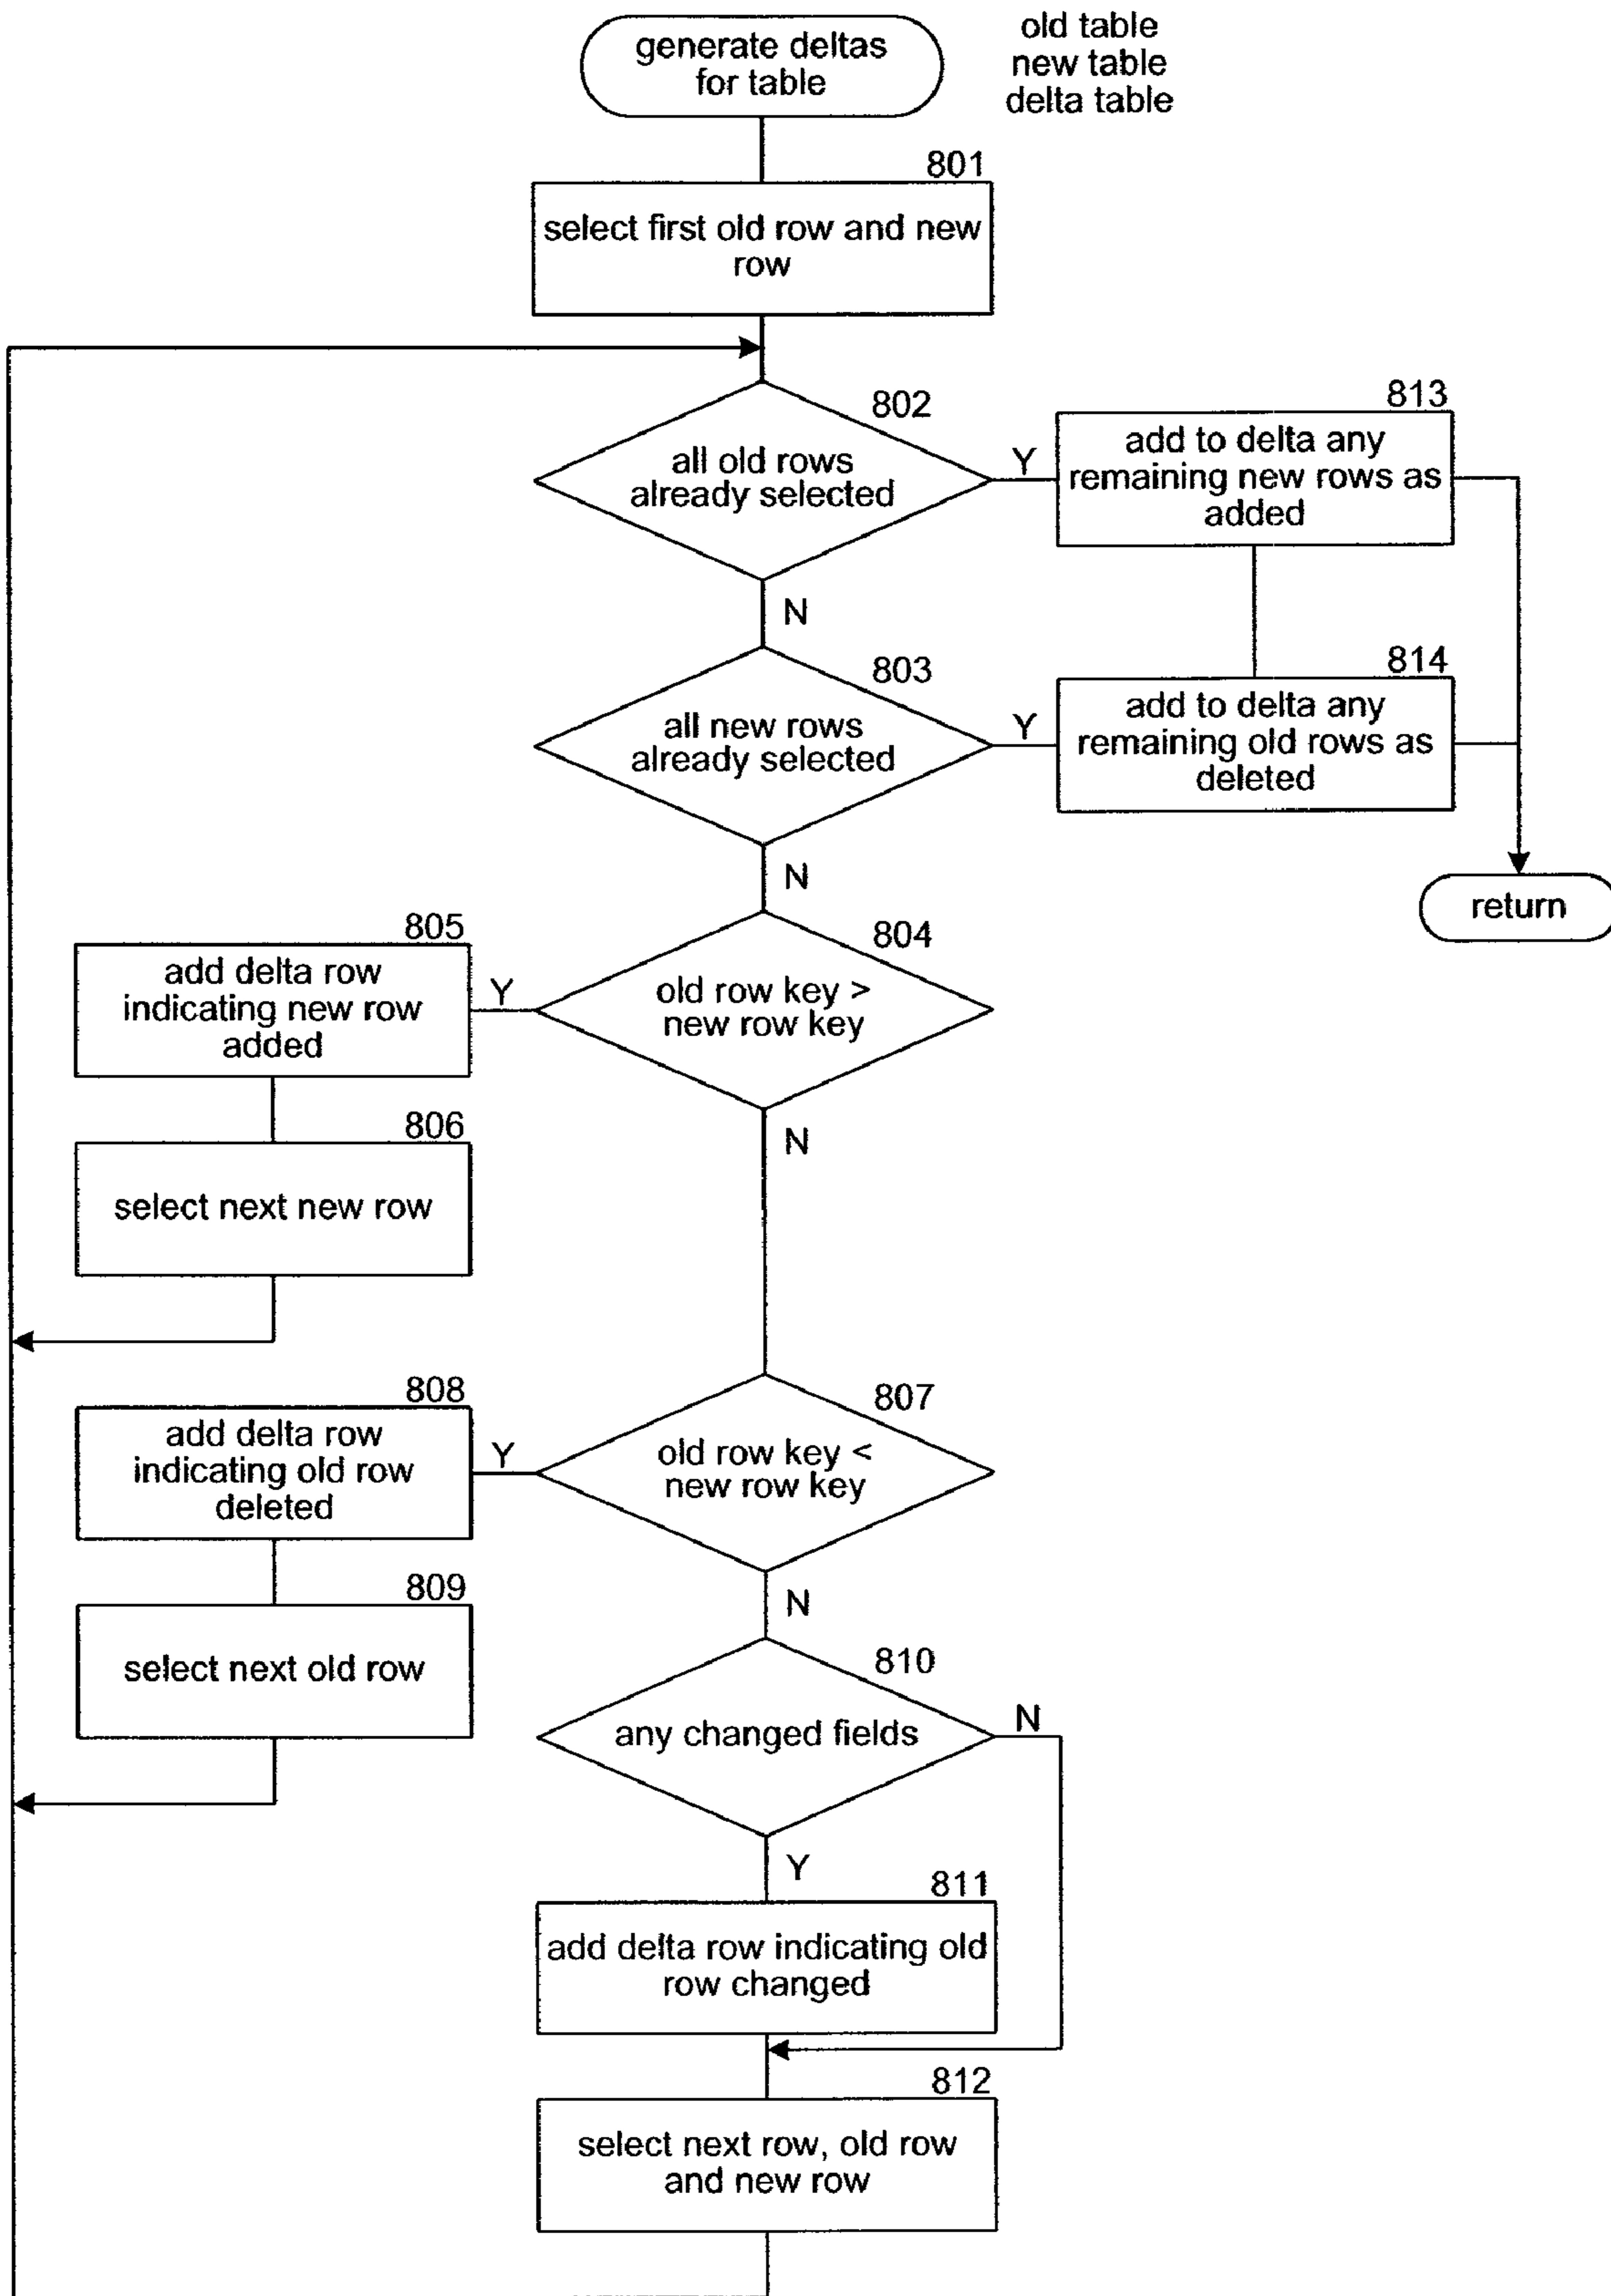 generate deltas
for table
old table
new table
delta table
801
select first old row and new
row
802
all old rows
already selected
Y
N
813
add to delta any
remaining new rows as
added
803
all new rows
already selected
Y
N
814
add to delta any
remaining old rows as
deleted
return
804
old row key >
new row key
Y
N
805
add delta row
indicating new row
added
806
select next new row
807
old row key <
new row key
Y
N
808
add delta row
indicating old row
deleted
809
select next old row
810
any changed fields
N
Y
811
add delta row indicating old
row changed
812
select next row, old row
and new row